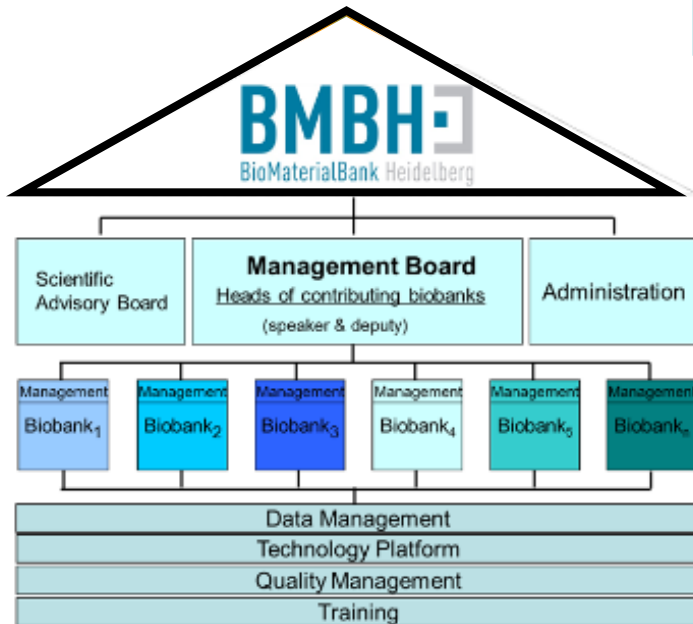 BMBH
BioMaterialBank Heidelberg
Scientific
Advisory Board
Management Board
Heads of contributing biobanks
(speaker & deputy)
Administration
Management
Biobank1
Management
Biobank2
Management
Biobank3
Management
Biobank4
Management
Biobank5
Management
Biobank6
Data Management
Technology Platform
Quality Management
Training